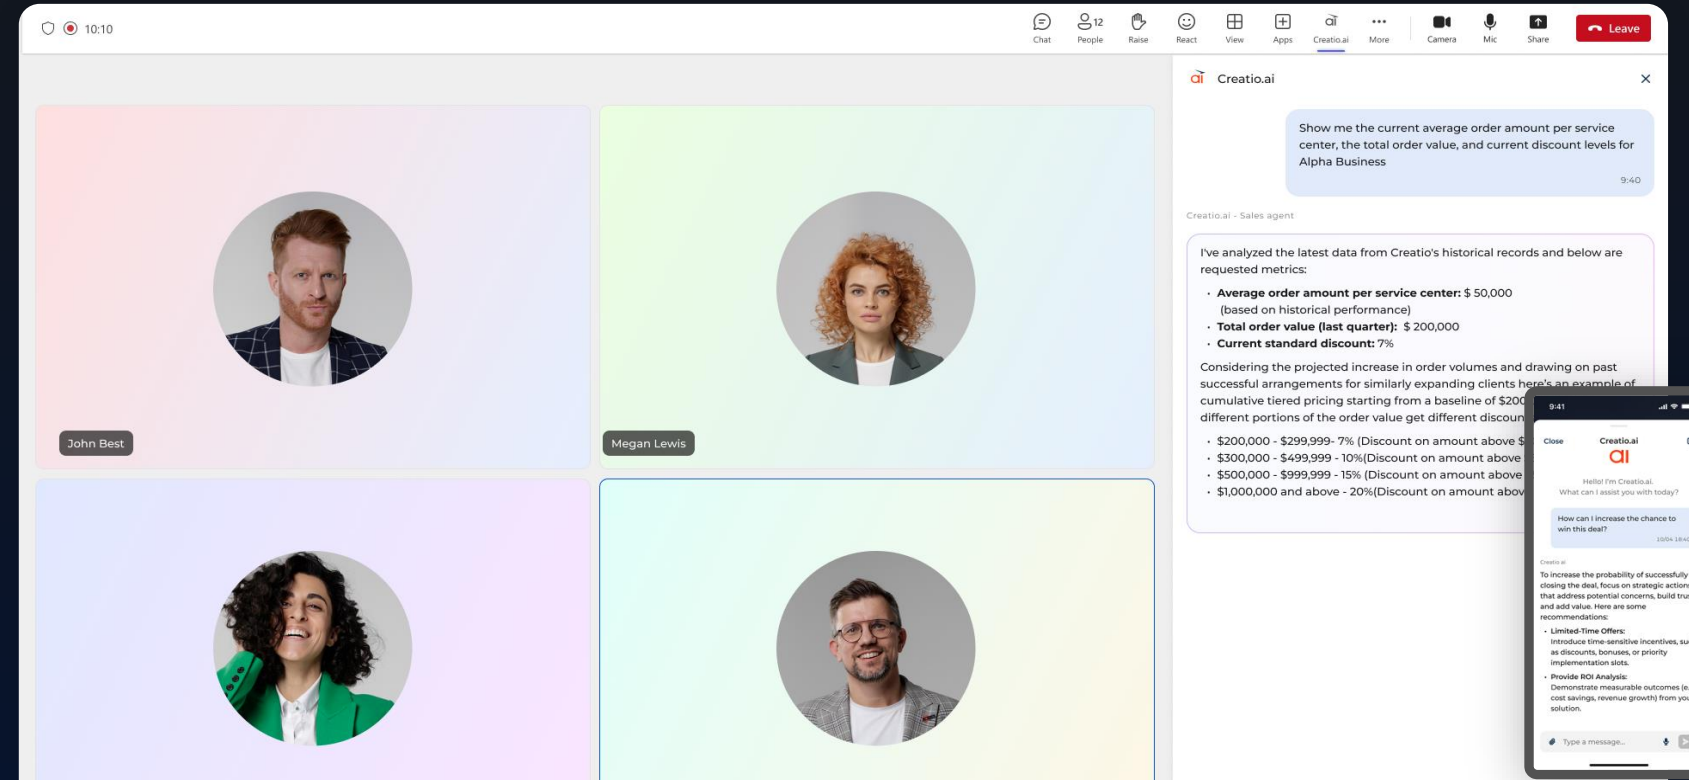 10:10
Chat
12
People
Raise
React
View
Apps
ai
Creatio.ai
More
Camera
Mic
Share
Leave
John Best
Megan Lewis
ai Creatio.ai
Show me the current average order amount per service
center, the total order value, and current discount levels for
Alpha Business
9:40
Creatio.ai - Sales agent
I've analyzed the latest data from Creatio's historical records and below are
requested metrics:
• Average order amount per service center: $ 50,000
(based on historical performance)
• Total order value (last quarter): $ 200,000
• Current standard discount: 7%
Considering the projected increase in order volumes and drawing on past
successful arrangements for similarly expanding clients here's an example of
cumulative tiered pricing starting from a baseline of $200
different portions of the order value get different
• $200,000 - $299,999- 7% (Discount on amount above $
• $300,000 - $499,999 - 10%(Discount on amount above
• $500,000 - $999,999 - 15% (Discount on amount above
• $1,000,000 and above - 20%(Discount on amount
9:41
Close
Creatio.ai
ai
Hello! I'm Creatio.ai.
What can I assist you with today?
How can I increase the chance to
win this deal?
10/04
Creatio ai
To increase the probability of successfully
closing the deal, focus on strategic actions
that address potential concerns, build
and add value. Here are some
recommendations:
• Limited-Time Offers:
Introduce time-sensitive incentives,
as discounts, bonuses, or priority
implementation slots.
• Provide ROI Analysis:
Demonstrate measurable outcomes
cost savings, revenue growth) from
solution.
Type a message...